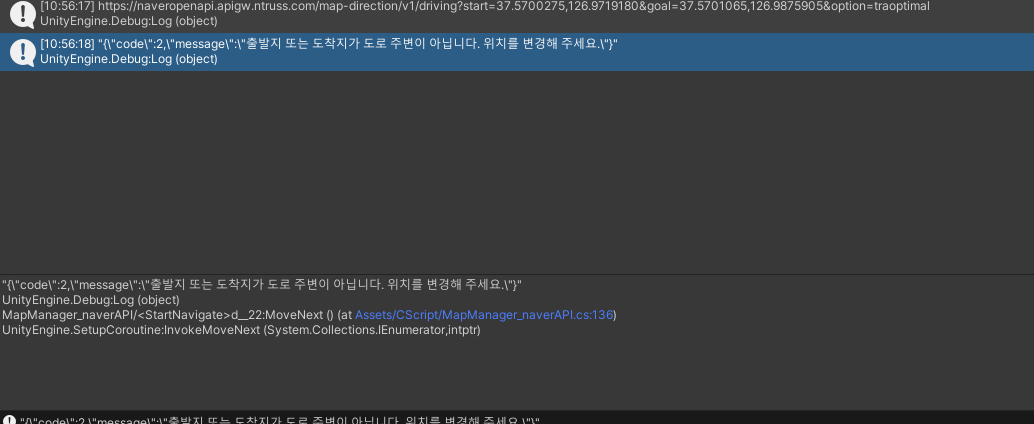 [10:56:17] https://naveropenapi.apigw.ntruss.com/map-direction/v1/driving?start=37.5700275,126.9719180&goal=37.5701065,126.9875905&option=traoptimal
UnityEngine.Debug:Log (object)
[10:56:18] "{\"code\":2,\"message\":\"출발지 또는 도착지가 도로 주변이 아닙니다. 위치를 변경해 주세요.\"}"
UnityEngine.Debug:Log (object)
"{\"code\":2,\"message\":\"출발지 또는 도착지가 도로 주변이 아닙니다. 위치를 변경해 주세요.\"}"
UnityEngine.Debug:Log (object)
MapManager_naverAPI/<StartNavigate>d__22:MoveNext () (at Assets/CScript/MapManager_naverAPI.cs:136)
UnityEngine.SetupCoroutine:InvokeMoveNext (System.Collections.IEnumerator,intptr)
"{\"code\":2,\"message\":\"출발지 또는 도착지가 도로 주변이 아닙니다. 위치를 변경해 주세요.\"}"